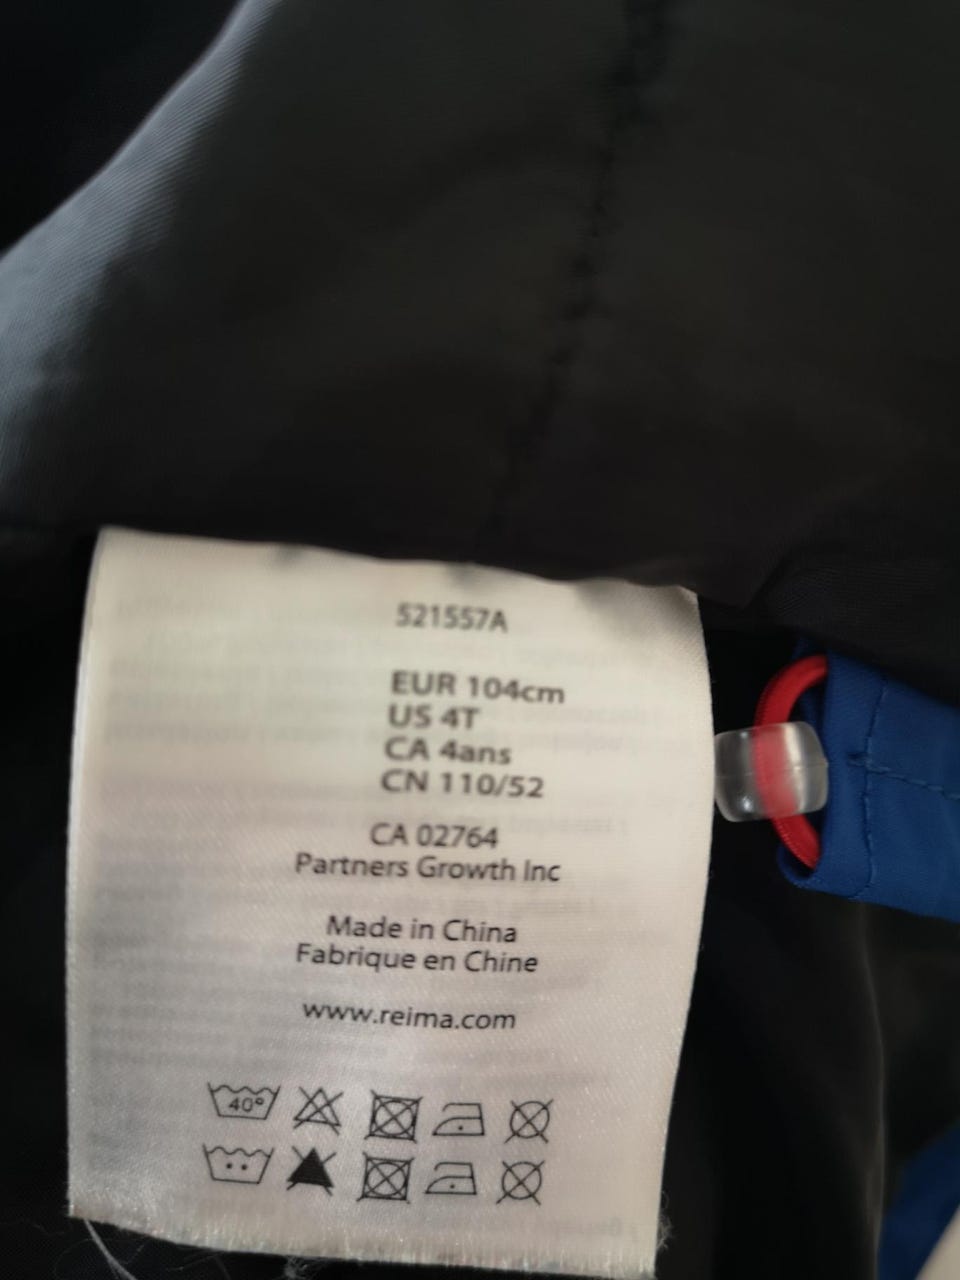 521557A
EUR 104cm
US 4T
CA 4ans
CN 110/52
CA 02764
Partners Growth Inc
Made in China
Fabrique en Chine
www.reima.com
40°